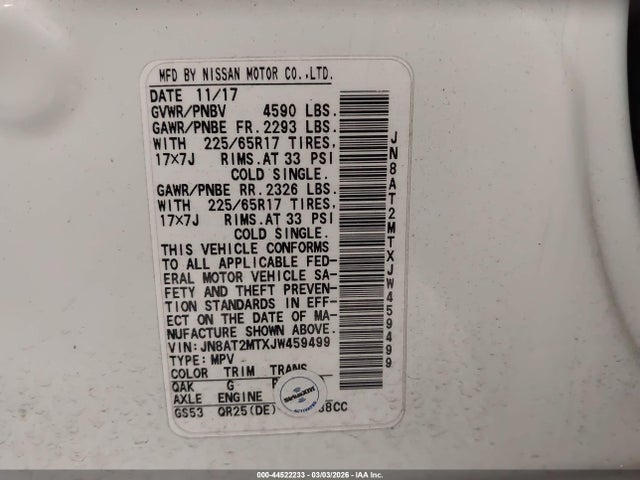 MFD BY NISSAN MOTOR CO.,LTD.
DATE 11/17
GVWR/PNBV 4590 LBS.
GAWR/PNBE FR.2293 LBS.
WITH 225/65R17 TIRES,
17X7J RIMS.AT 33 PSI
COLD SINGLE.
GAWR/PNBE RR.2326 LBS.
WITH 225/65R17 TIRES,
17X7J RIMS.AT 33 PSI
COLD SINGLE.
THIS VEHICLE CONFORMS
TO ALL APPLICABLE FED-
ERAL MOTOR VEHICLE SA-
FETY AND THEFT PREVEN-
TION STANDARDS IN EFF-
ECT ON THE DATE OF MA-
NUFACTURE SHOWN ABOVE.
VIN:JN8AT2MTXJW459499
TYPE:MPV
COLOR TRIM TRANS
QAK G
AXLE ENGINE
GS53 QR25(DE) 8CC
JN8AT2MTXJW459499
SiriusXM
ACTIVATED
000-44522233 - 03/03/2026 - IAA Inc.